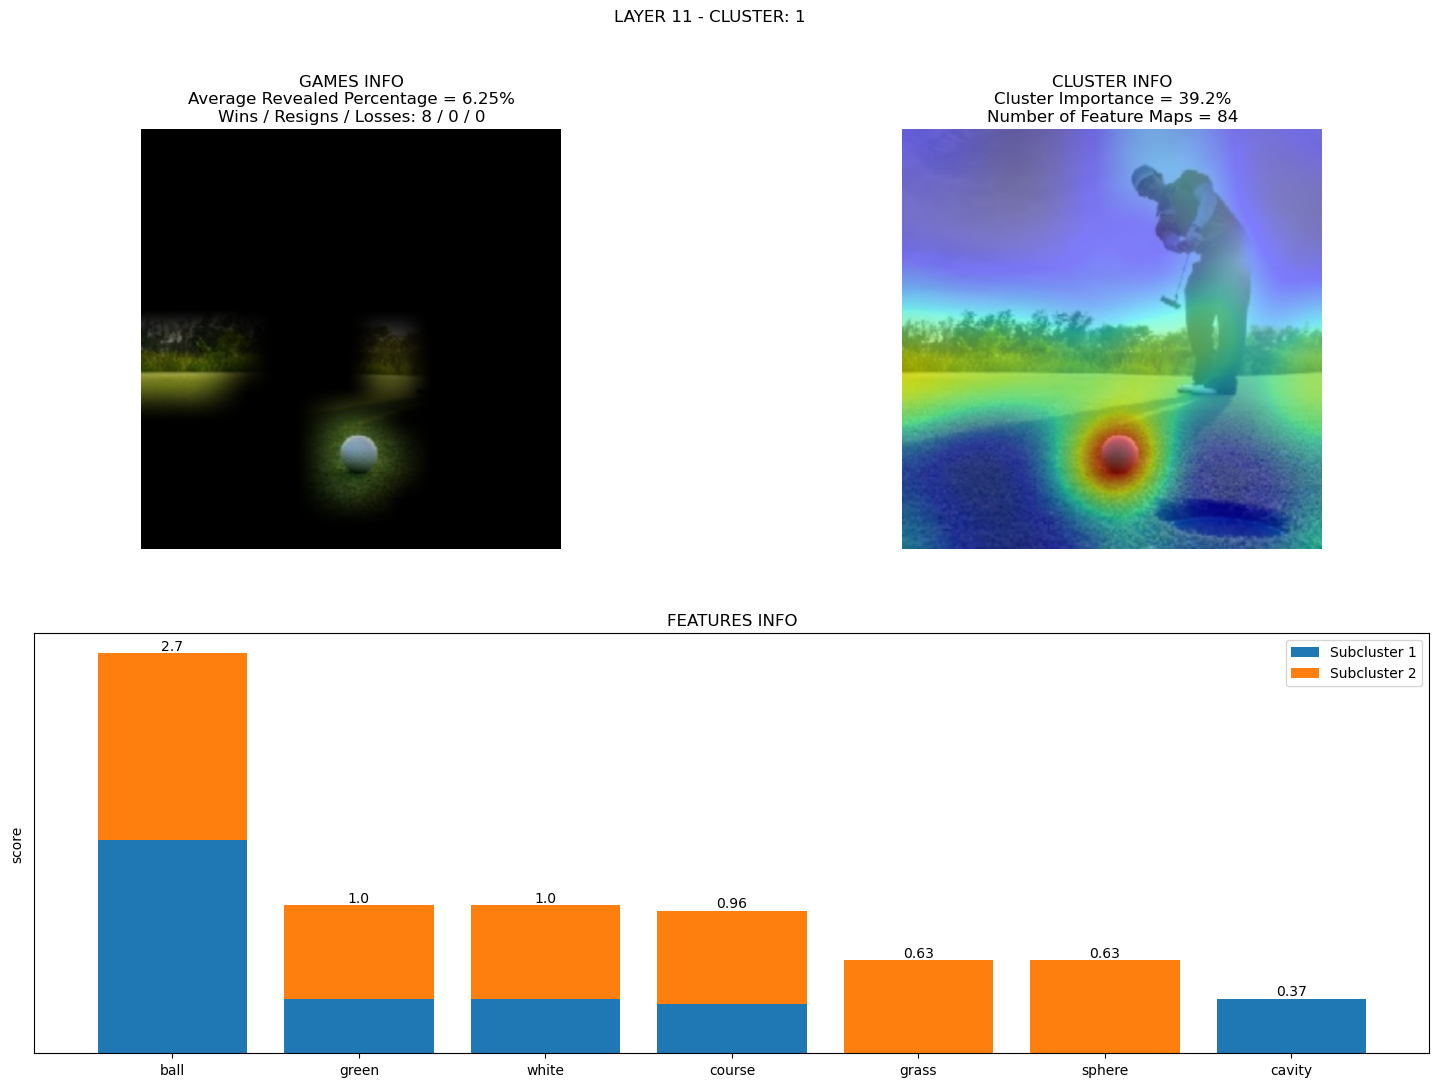 LAYER 11 - CLUSTER: 1
GAMES INFO
Average Revealed Percentage = 6.25%
Wins / Resigns / Losses: 8 / 0 / 0
CLUSTER INFO
Cluster Importance = 39.2%
Number of Feature Maps = 84
FEATURES INFO
Subcluster 1
Subcluster 2
score
2.7
1.0
1.0
0.96
0.63
0.63
0.37
ball
green
white
course
grass
sphere
cavity